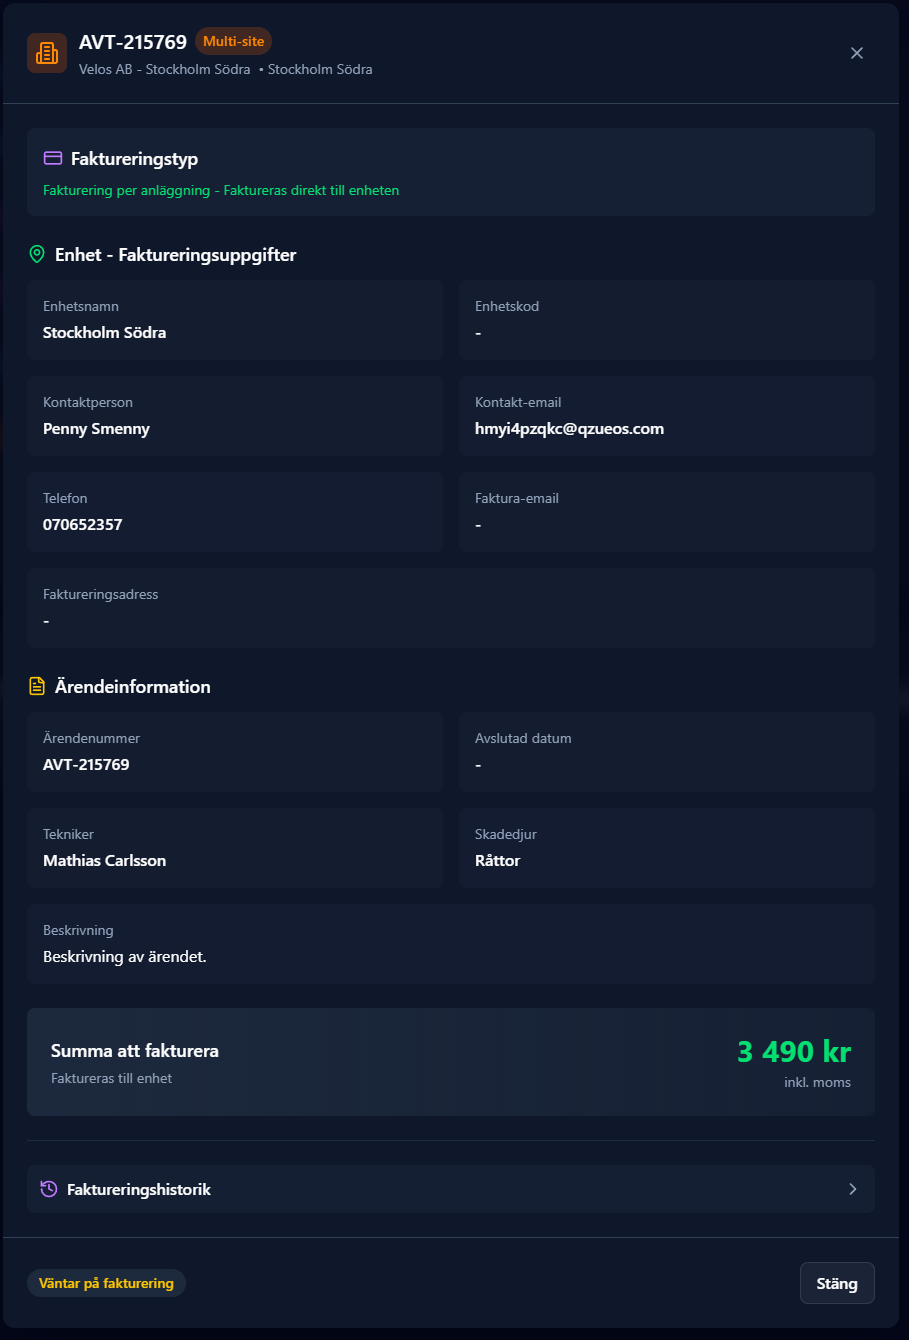 AVT-215769 Multi-site
Velos AB - Stockholm Södra • Stockholm Södra
Faktureringstyp
Fakturering per anläggning - Faktureras direkt till enheten
Enhet - Faktureringsuppgifter
Enhetsnamn
Stockholm Södra
Enhetskod
-
Kontaktperson
Penny Smenny
Kontakt-email
hmyi4pzqkc@qzueos.com
Telefon
070652357
Faktura-email
-
Faktureringsadress
-
Ärendeinformation
Ärendenummer
AVT-215769
Avslutad datum
-
Tekniker
Mathias Carlsson
Skadedjur
Råttor
Beskrivning
Beskrivning av ärendet.
Summa att fakturera
Faktureras till enhet
3 490 kr
inkl. moms
Faktureringshistorik
Väntar på fakturering
Stäng